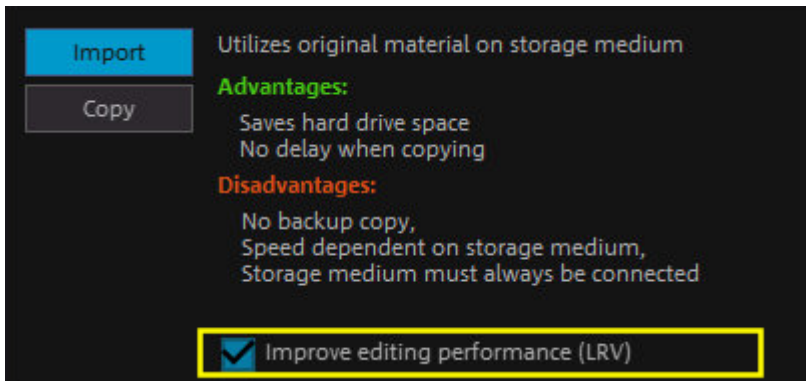 Import
Copy
Utilizes original material on storage medium
Advantages:
Saves hard drive space
No delay when copying
Disadvantages:
No backup copy,
Speed dependent on storage medium,
Storage medium must always be connected
Improve editing performance (LRV)